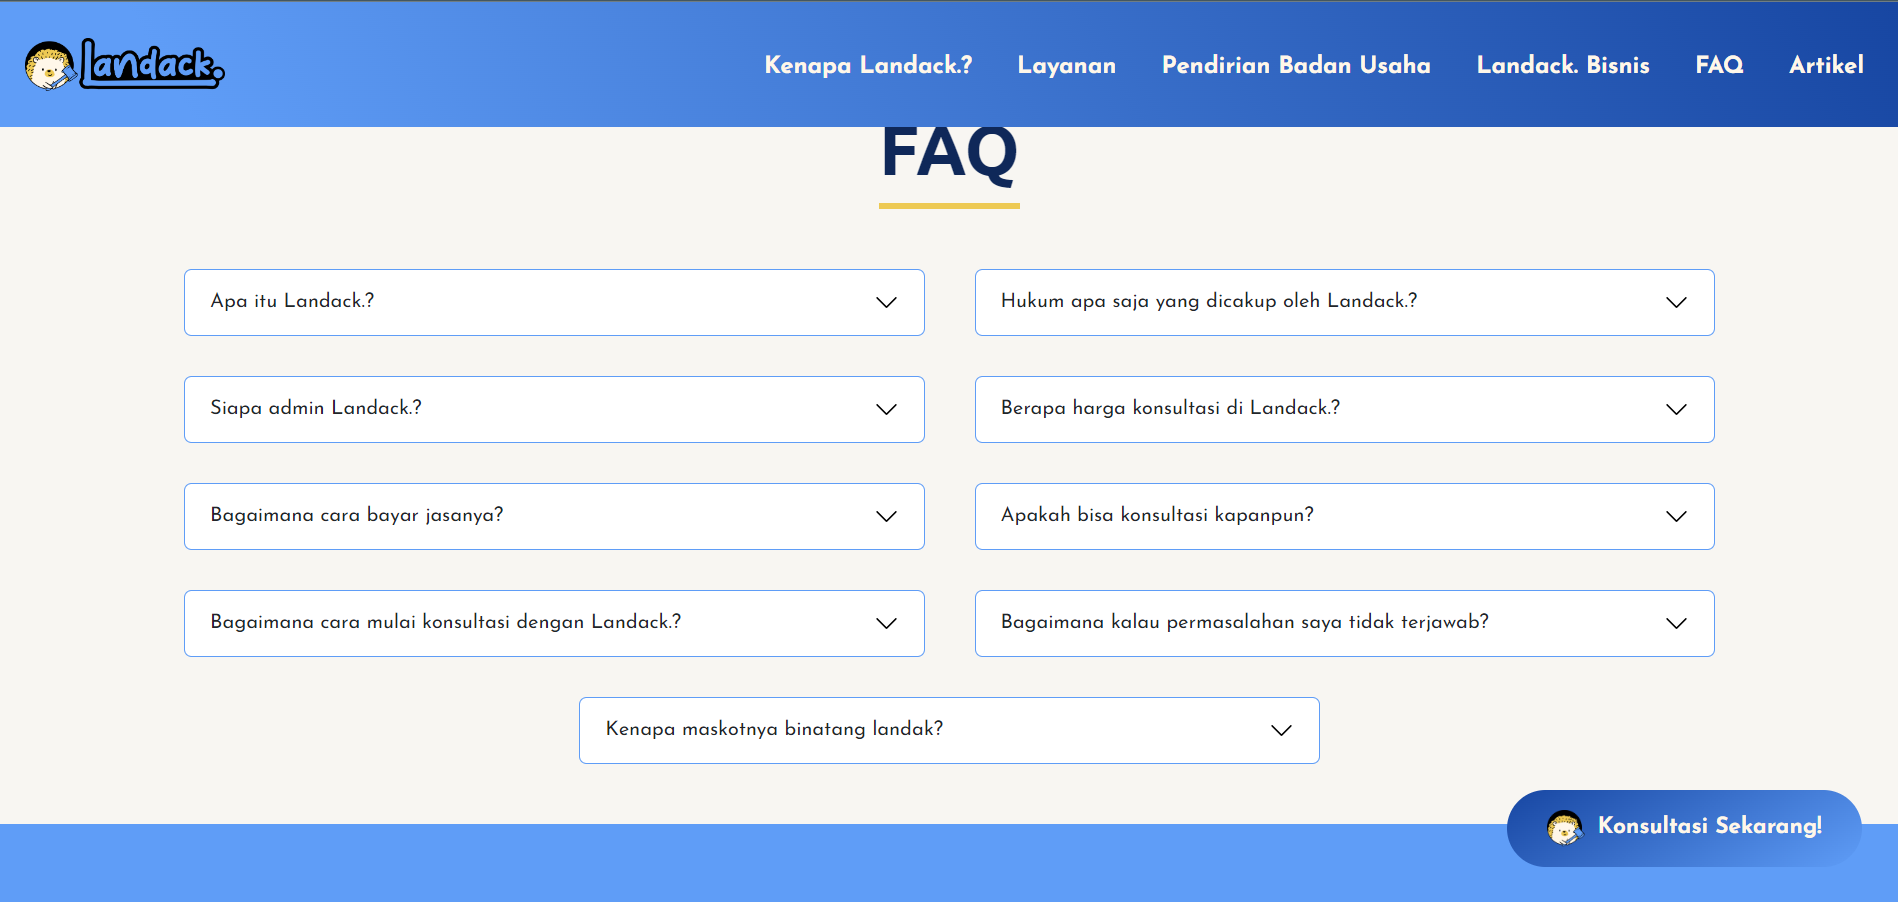 Landack.
Kenapa Landack.? Layanan Pendirian Badan Usaha Landack. Bisnis FAQ Artikel
FAQ
Apa itu Landack.?
Hukum apa saja yang dicakup oleh Landack.?
Siapa admin Landack.?
Berapa harga konsultasi di Landack.?
Bagaimana cara bayar jasanya?
Apakah bisa konsultasi kapanpun?
Bagaimana cara mulai konsultasi dengan Landack.?
Bagaimana kalau permasalahan saya tidak terjawab?
Kenapa maskotnya binatang landak?
Konsultasi Sekarang!